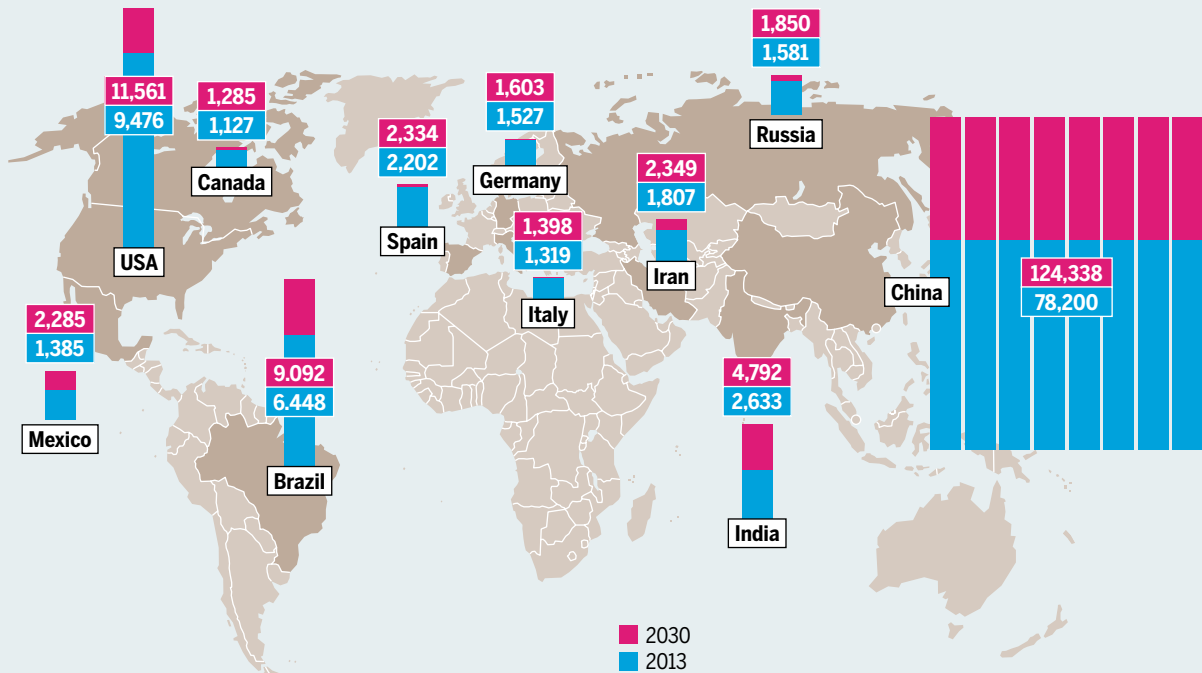 11,561
9,476
USA
1,285
1,127
Canada
2,334
2,202
Spain
1,603
1,527
Germany
1,398
1,319
Italy
2,349
1,807
Iran
1,850
1,581
Russia
China
124,338
78,200
2,285
1,385
Mexico
9.092
6.448
Brazil
4,792
2,633
India
2030
2013